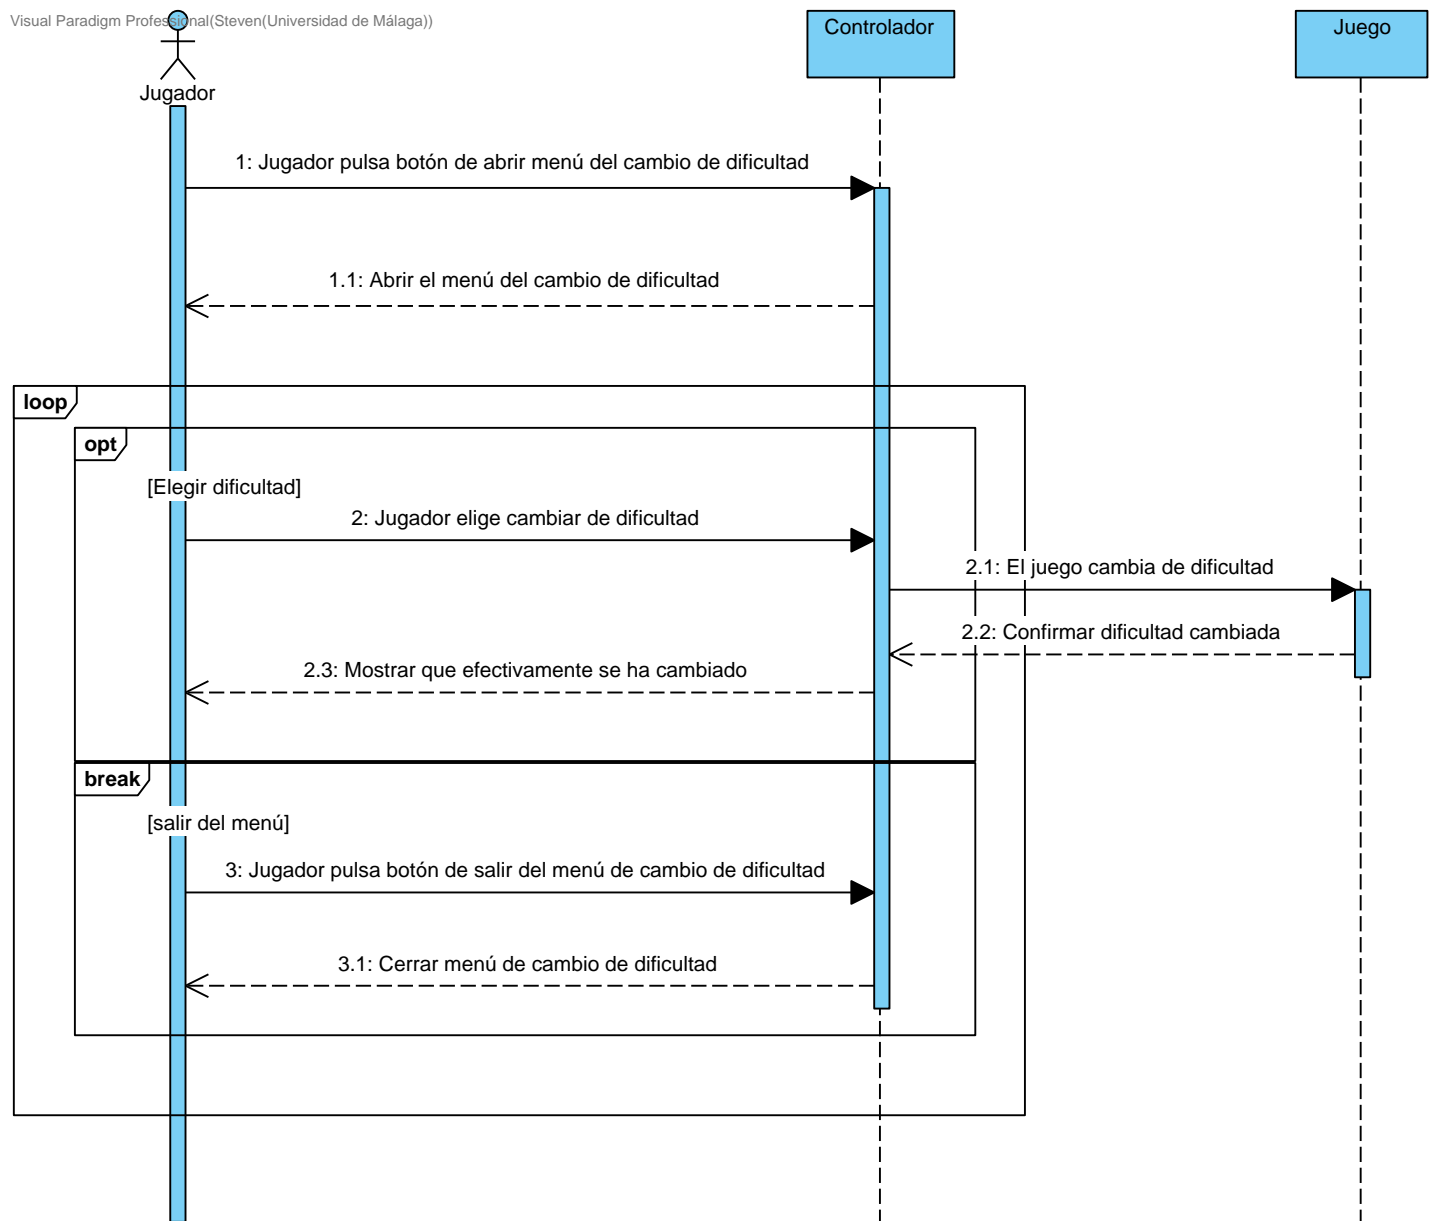 Visual Paradigm Professional(Steven(Universidad de Málaga))
Jugador
Controlador
Juego
1: Jugador pulsa botón de abrir menú del cambio de dificultad
1.1: Abrir el menú del cambio de dificultad
loop
opt
[Elegir dificultad]
2: Jugador elige cambiar de dificultad
2.1: El juego cambia de dificultad
2.2: Confirmar dificultad cambiada
2.3: Mostrar que efectivamente se ha cambiado
break
[salir del menú]
3: Jugador pulsa botón de salir del menú de cambio de dificultad
3.1: Cerrar menú de cambio de dificultad